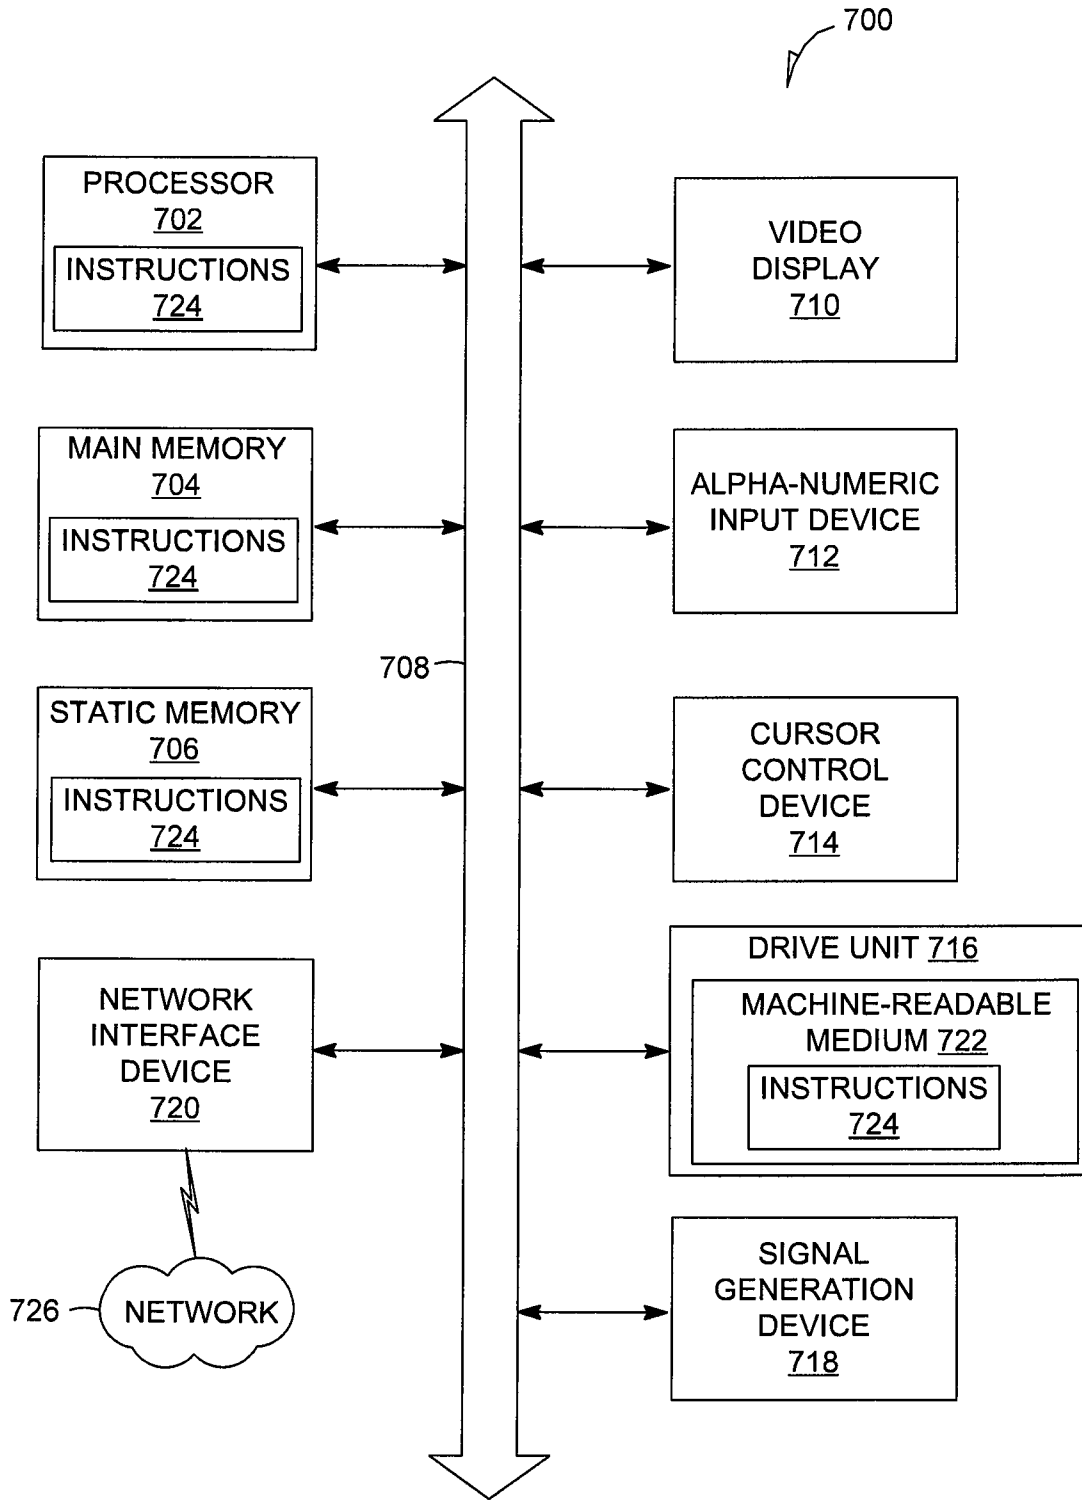 700
PROCESSOR
702
INSTRUCTIONS
724
MAIN MEMORY
704
INSTRUCTIONS
724
708
STATIC MEMORY
706
INSTRUCTIONS
724
NETWORK
INTERFACE
DEVICE
720
726
NETWORK
VIDEO
DISPLAY
710
ALPHA-NUMERIC
INPUT DEVICE
712
CURSOR
CONTROL
DEVICE
714
DRIVE UNIT 716
MACHINE-READABLE
MEDIUM 722
INSTRUCTIONS
724
SIGNAL
GENERATION
DEVICE
718